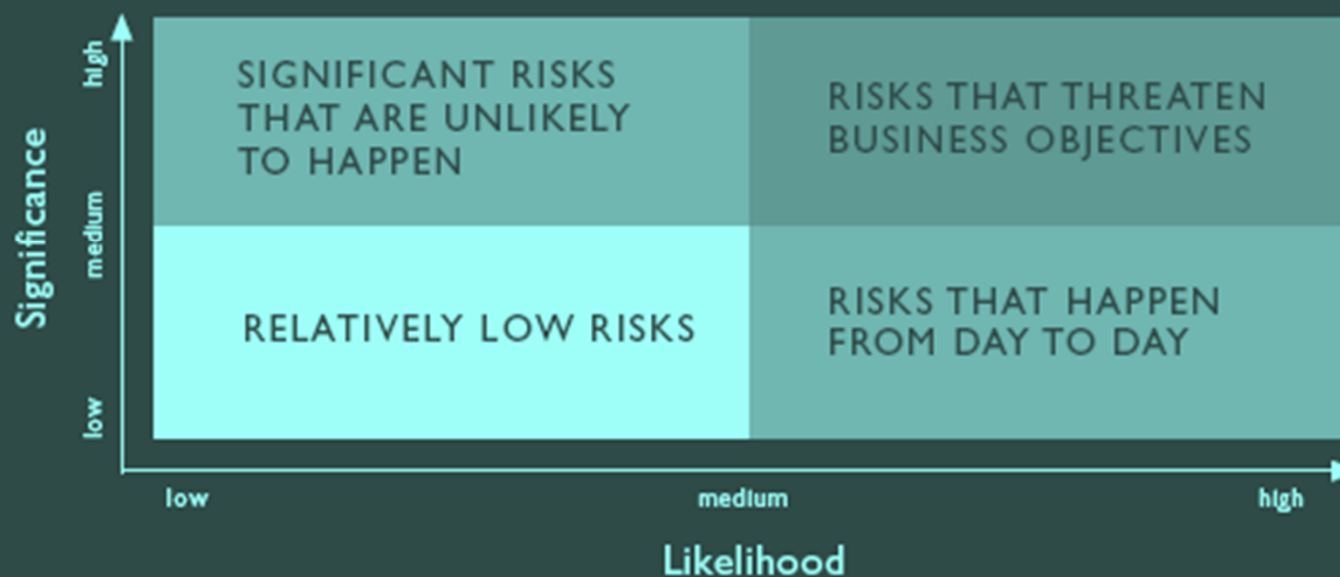 high
SIGNIFICANT RISKS
THAT ARE UNLIKELY
TO HAPPEN
RISKS THAT THREATEN
BUSINESS OBJECTIVES
Significance
medium
RELATIVELY LOW RISKS
RISKS THAT HAPPEN
FROM DAY TO DAY
low
low
medium
high
Likelihood